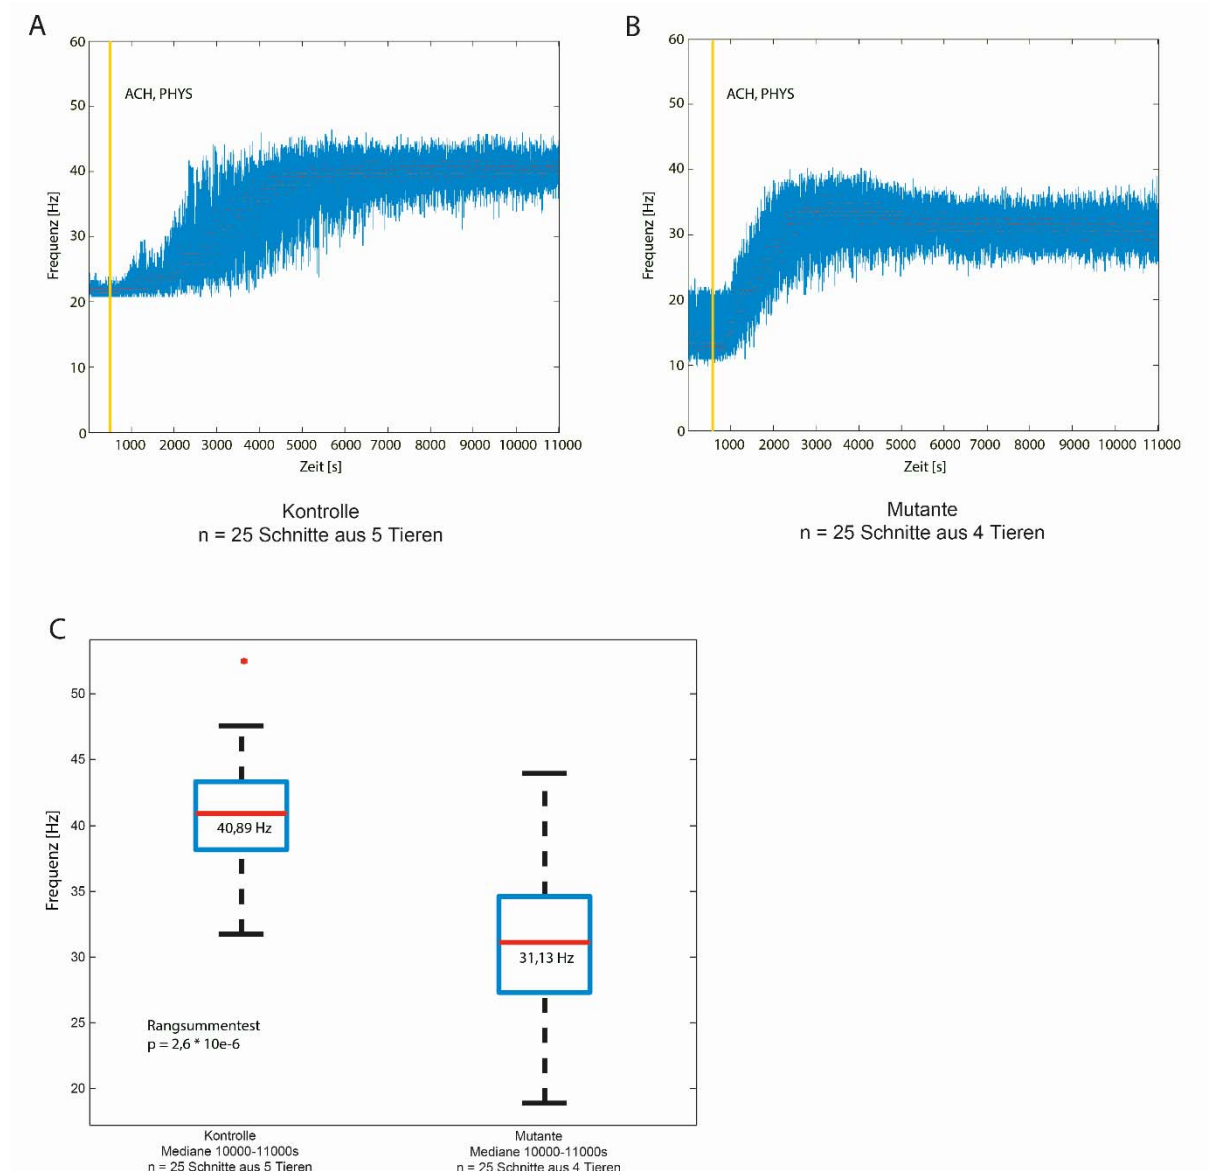 A
60
50
40
30
20
10
0
Frequenz [Hz]
ACH, PHYS
1000 2000 3000 4000 5000 6000 7000 8000 9000 10000 11000
Zeit [s]
Kontrolle
n = 25 Schnitte aus 5 Tieren
B
60
50
40
30
20
10
0
Frequenz [Hz]
ACH, PHYS
1000 2000 3000 4000 5000 6000 7000 8000 9000 10000 11000
Zeit [s]
Mutante
n = 25 Schnitte aus 4 Tieren
C
50
45
40
35
30
25
20
Frequenz [Hz]
40,89 Hz
31,13 Hz
Rangsummentest
p = 2,6 * 10e-6
Kontrolle
Mediane 10000-11000s
n = 25 Schnitte aus 5 Tieren
Mutante
Mediane 10000-11000s
n = 25 Schnitte aus 4 Tieren